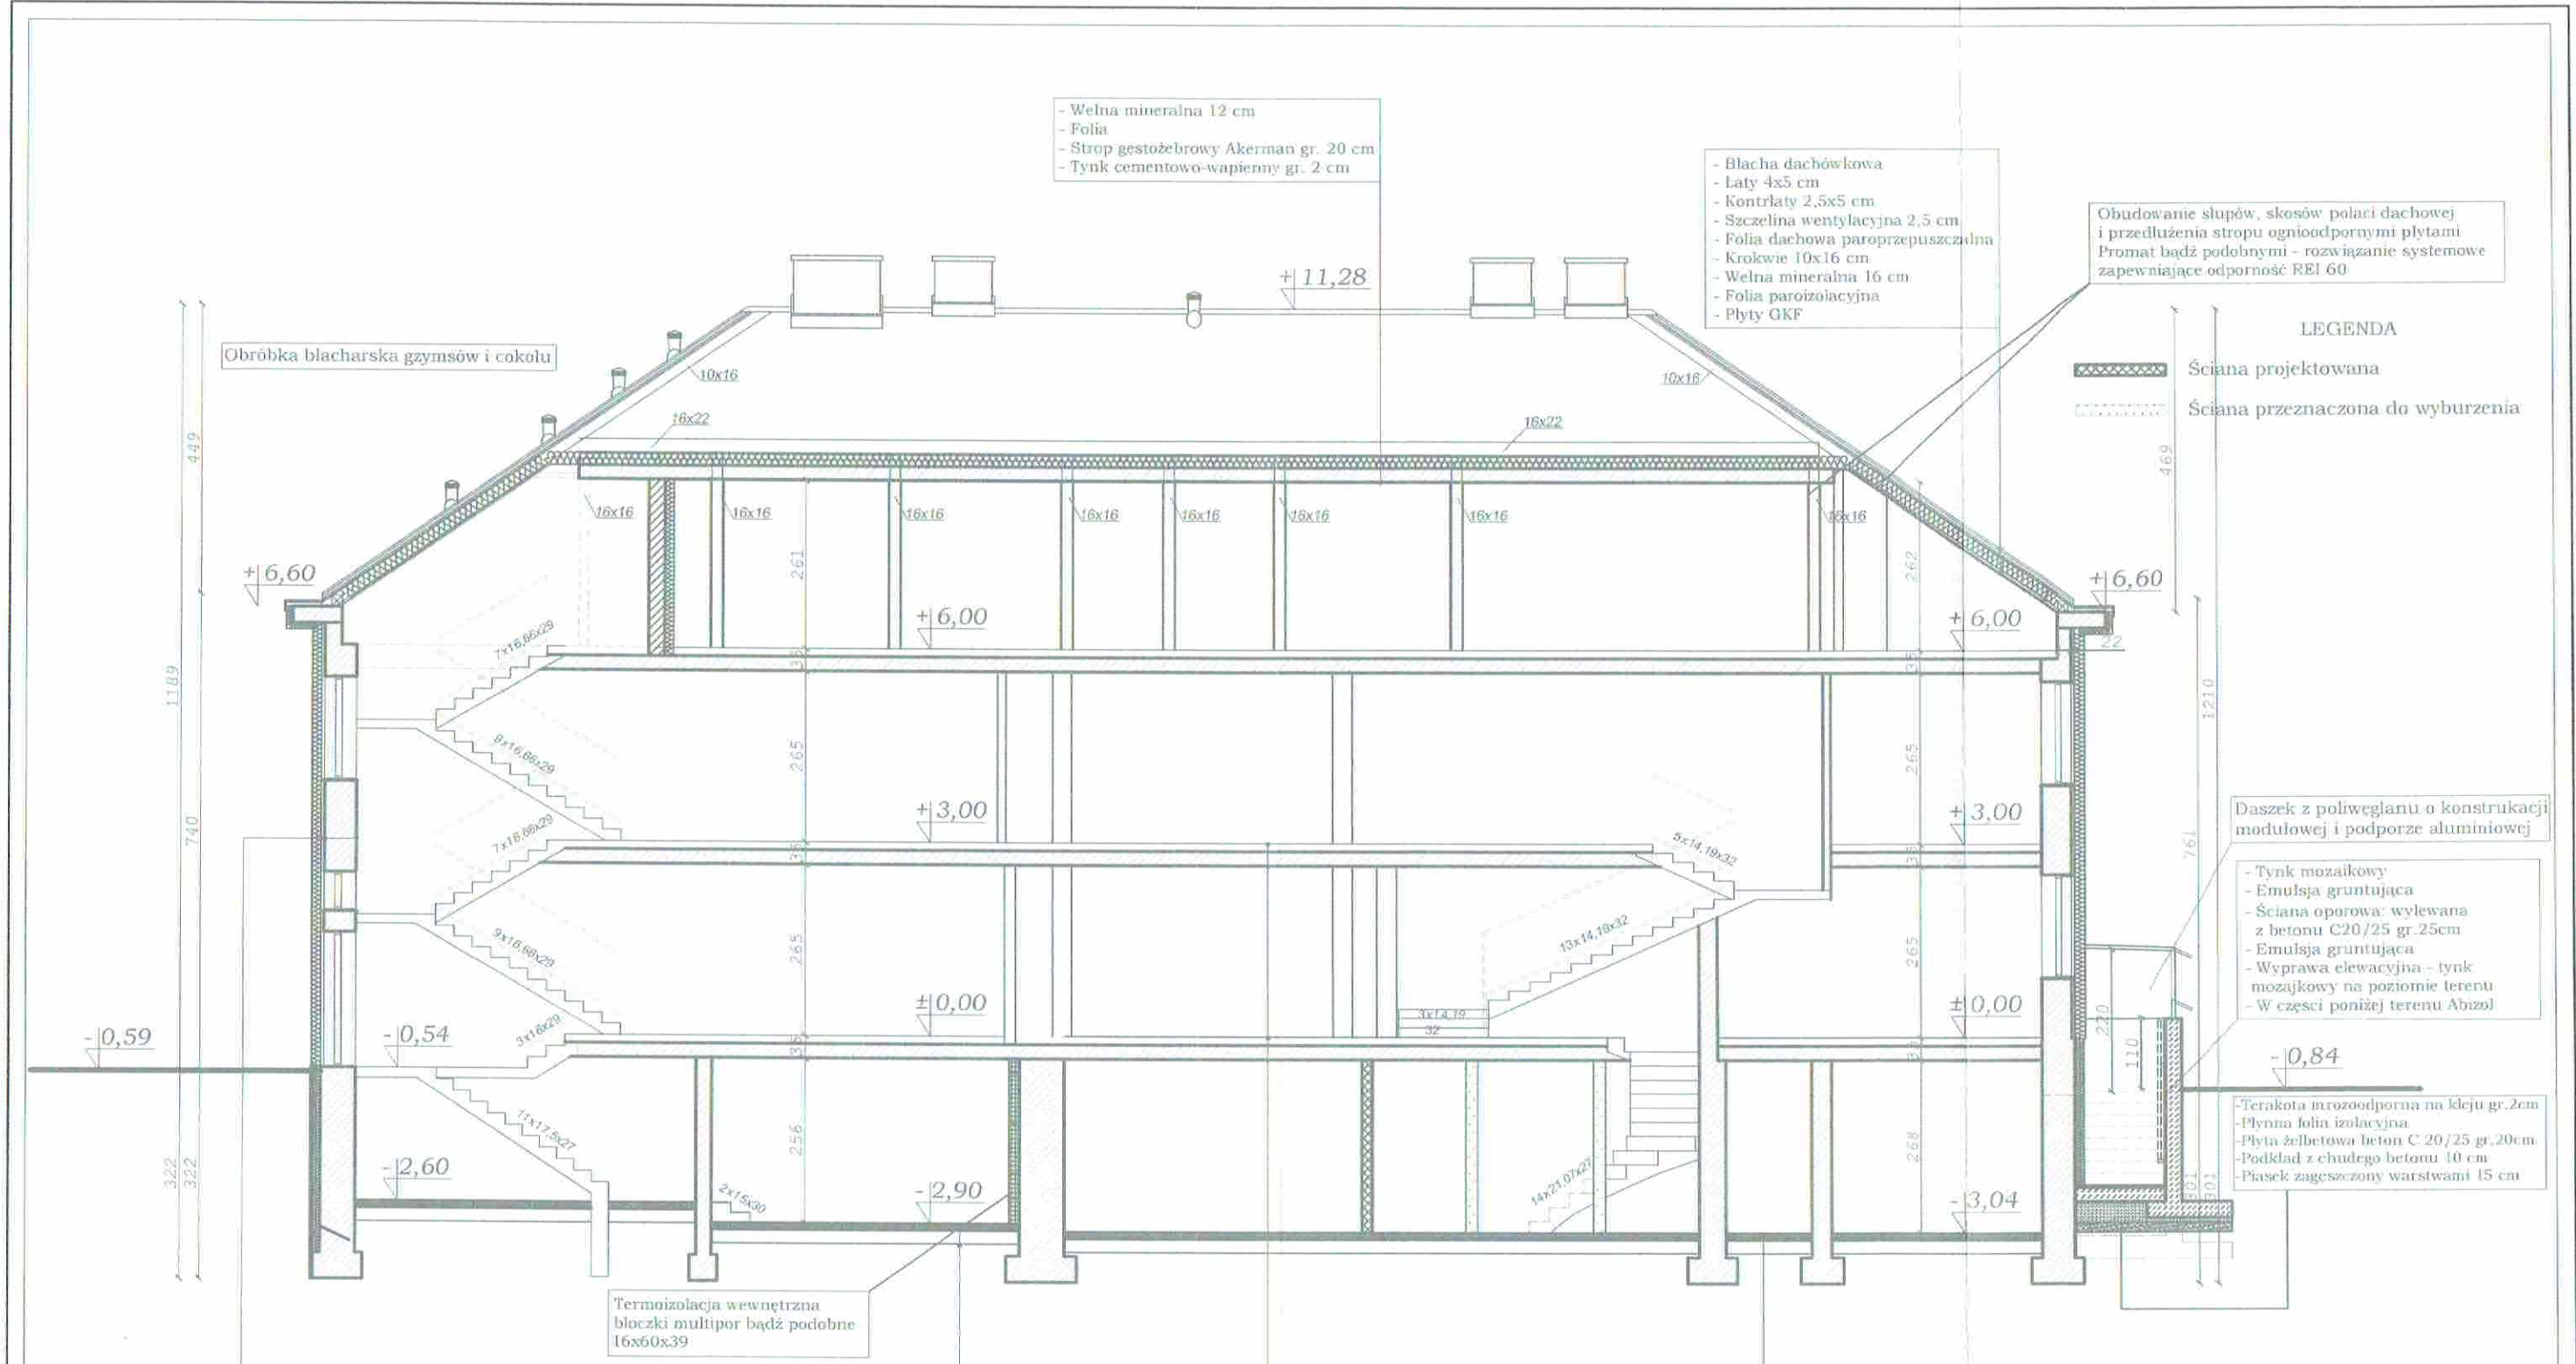 - Welna mineralna 12 cm
- Folia
- Strop gęstożebrowy Akerman gr. 20 cm
- Tynk cementowo-wapienny gr. 2 cm
- Blacha dachówkowa
- Łaty 4x5 cm
- Kontrłaty 2,5x5 cm
- Szczelina wentylacyjna 2,5 cm
- Folia dachowa paroprzepuszczalna
- Krokwie 10x16 cm
- Welna mineralna 16 cm
- Folia paroizolacyjna
- Plyty GKF
Obudowanie słupów, skosów połaci dachowej
i przedłużenia stropu ognioodpornymi płytami
Promat bądź podobnymi - rozwiązanie systemowe
zapewniające odporność REI 60
LEGENDA
Ściana projektowana
Ściana przeznaczona do wyburzenia
Obróbka blacharska gzymsów i cokołu
+11,28
10x16
10x16
16x22
16x22
449
469
16x16
16x16
16x16
16x16
16x16
16x16
16x16
16x16
261
262
+6,60
+6,60
+6,00
+6,00
22
7x16,66x29
35
35
1189
1210
9x16,66x29
265
265
740
761
+3,00
+3,00
7x16,66x29
35
35
5x14,19x32
Daszek z poliwęglanu o konstrukacji
modułowej i podporze aluminiowej
- Tynk mozaikowy
- Emulsja gruntująca
- Ściana oporowa: wylewana
z betonu C20/25 gr.25cm
- Emulsja gruntująca
- Wyprawa elewacyjna - tynk
mozajkowy na poziomie terenu
- W części poniżej terenu Abizol
9x16,66x29
265
265
13x14,19x32
3x14,19
32
±0,00
±0,00
-0,59
-0,54
3x18x29
35
37
220
110
-0,84
-Terakota mrozoodporna na kleju gr.2cm
-Płynna folia izolacyjna
-Płyta żelbetowa beton C 20/25 gr.20cm
-Podkład z chudego betonu 10 cm
-Piasek zagęszczony warstwami 15 cm
11x17,5x27
256
268
322
322
-2,60
2x15x30
-2,90
14x21,07x27
-3,04
301
301
Termoizolacja wewnętrzna
bloczki multipor bądź podobne
16x60x39